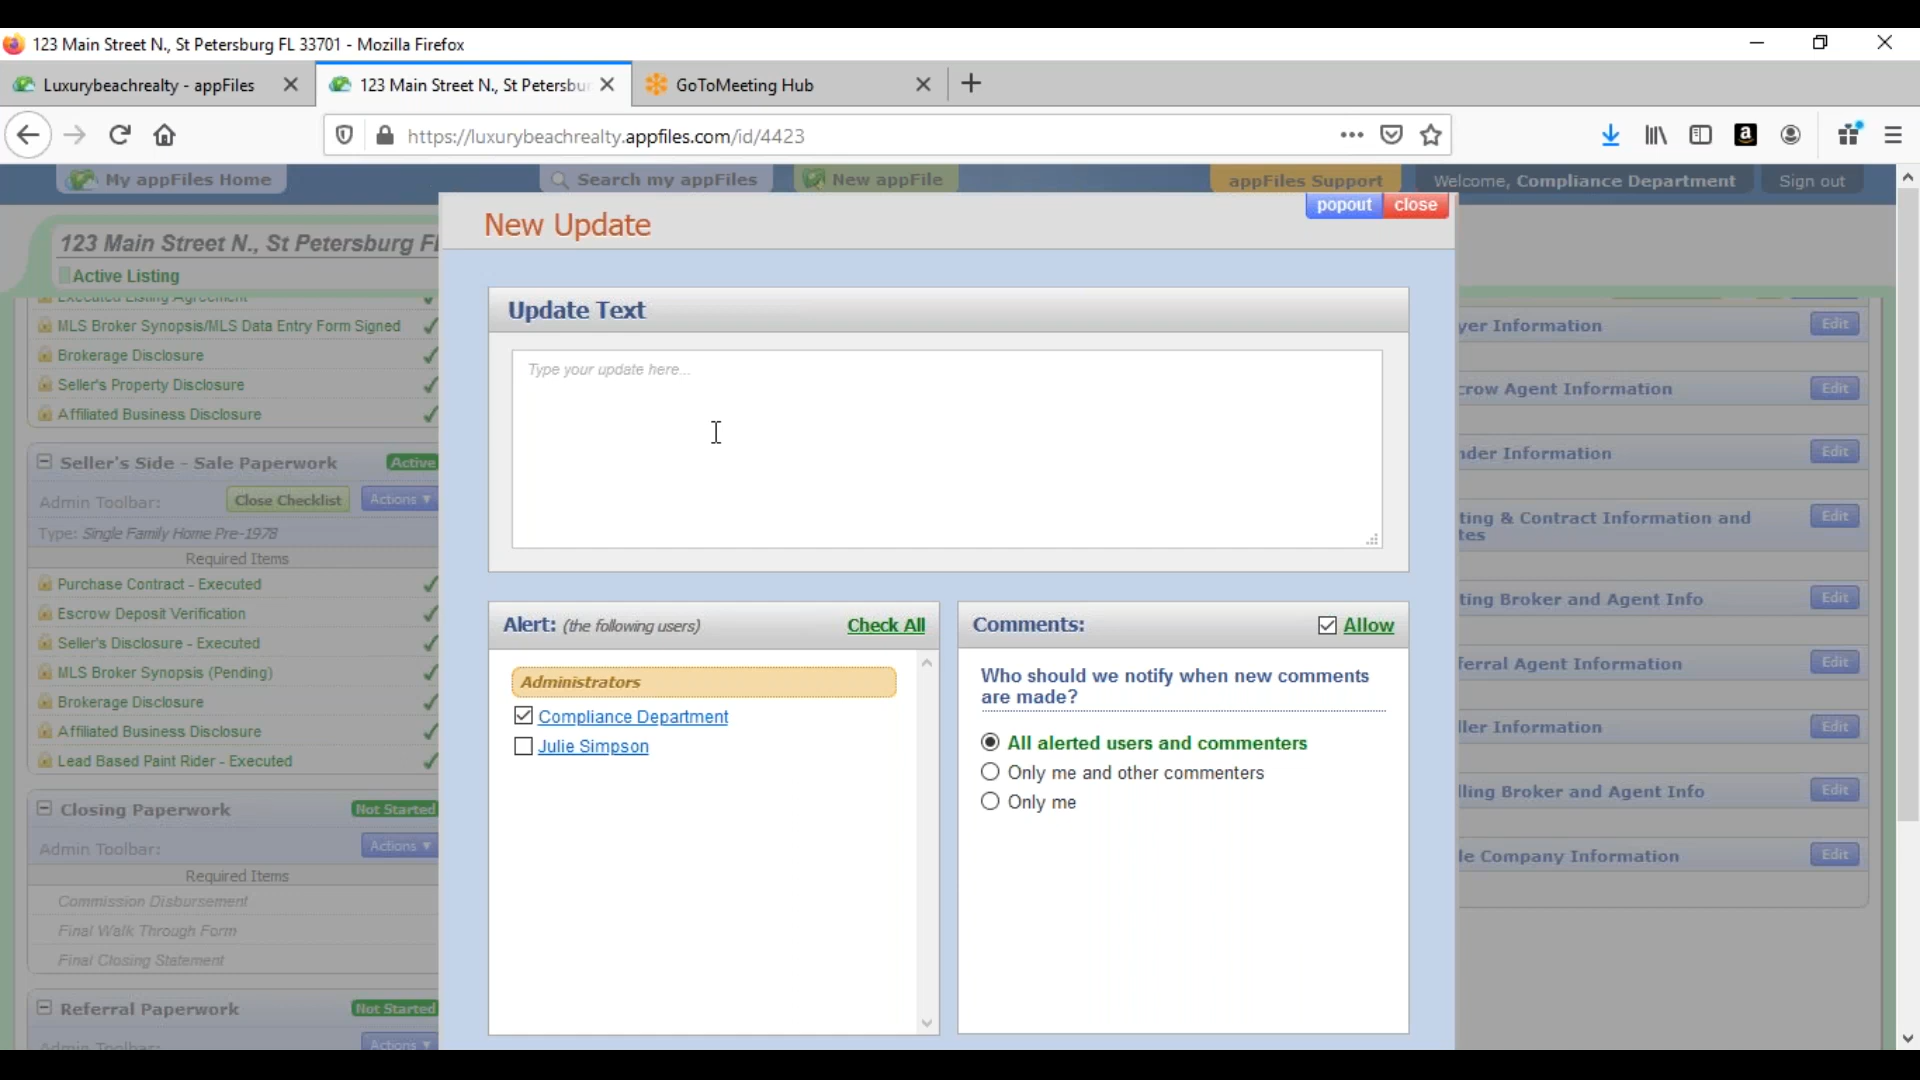 123 Main Street N., St Petersburg FL 33701 - Mozilla Firefox
Luxurybeachrealty - appFiles
123 Main Street N., St Petersbur
GoToMeeting Hub
https://luxurybeachrealty.appfiles.com/id/4423
My appFiles Home
Search my appFiles
New appFile
appFiles Support
Welcome, Compliance Department
Sign out
123 Main Street N., St Petersburg FL
Active Listing
Executed Listing Agreement
MLS Broker Synopsis/MLS Data Entry Form Signed
Brokerage Disclosure
Seller's Property Disclosure
Affiliated Business Disclosure
Seller's Side - Sale Paperwork
Active
Admin Toolbar:
Close Checklist
Actions ▼
Type: Single Family Home Pre-1978
Required Items
Purchase Contract - Executed
Escrow Deposit Verification
Seller's Disclosure - Executed
MLS Broker Synopsis (Pending)
Brokerage Disclosure
Affiliated Business Disclosure
Lead Based Paint Rider - Executed
Closing Paperwork
Not Started
Admin Toolbar:
Actions ▼
Required Items
Commission Disbursement
Final Walk Through Form
Final Closing Statement
Referral Paperwork
Not Started
Admin Toolbar:
Actions ▼
New Update
popout
close
Update Text
Type your update here...
Alert: (the following users)
Check All
Administrators
Compliance Department
Julie Simpson
Comments:
Allow
Who should we notify when new comments
are made?
All alerted users and commenters
Only me and other commenters
Only me
yer Information
Edit
crow Agent Information
Edit
nder Information
Edit
ting & Contract Information and
tes
Edit
ting Broker and Agent Info
Edit
ferral Agent Information
Edit
ller Information
Edit
lling Broker and Agent Info
Edit
le Company Information
Edit